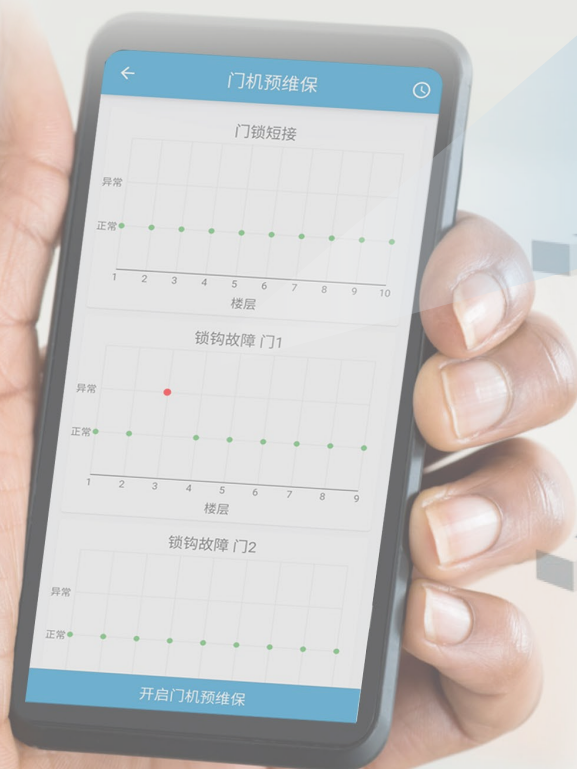 门机预维保
门锁短接
异常
正常
1 2 3 4 5 6 7 8 9 10
楼层
锁钩故障 门1
异常
正常
1 2 3 4 5 6 7 8 9
楼层
锁钩故障 门2
异常
正常
开启门机预维保